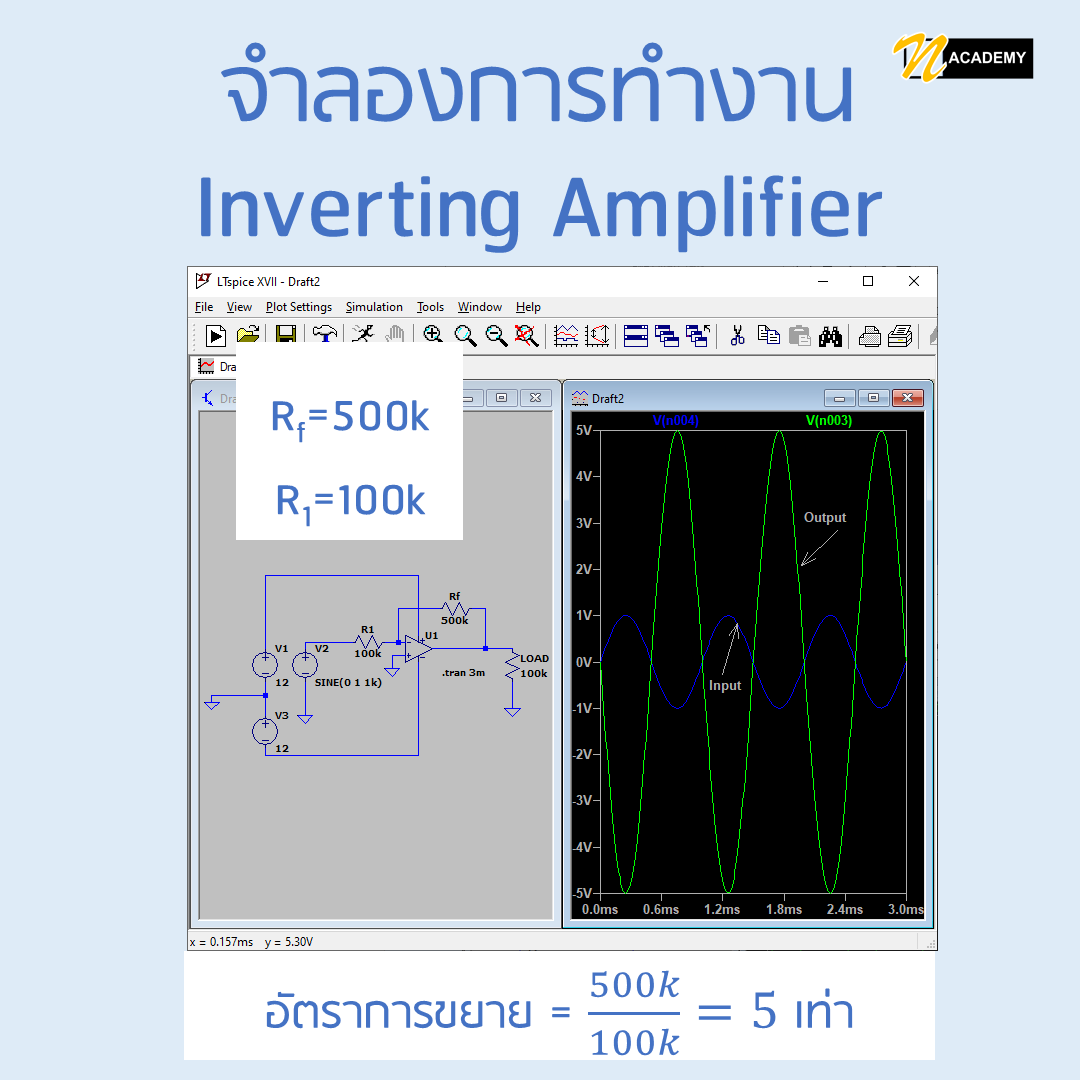 n ACADEMY
จำลองการทำงาน
Inverting Amplifier
LTspice XVII - Draft2
File View Plot Settings Simulation Tools Window Help
Draft2
Rf=500k
R1=100k
V(n004) V(n003)
5V
4V
3V
2V
1V
0V
-1V
-2V
-3V
-4V
-5V
Output
Input
0.0ms 0.6ms 1.2ms 1.8ms 2.4ms 3.0ms
Rf
500k
R1
100k
U1
V1
12
V2
SINE(0 1 1k)
.tran 3m
LOAD
100k
V3
12
x = 0.157ms y = 5.30V
อัตราการขยาย = 500k/100k = 5 เท่า